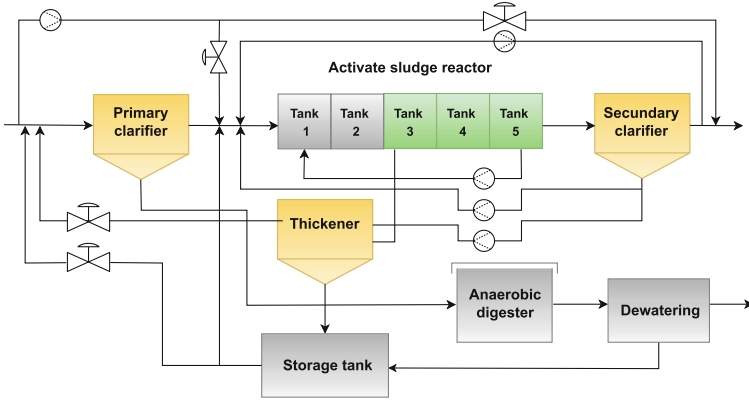 Activate sludge reactor
Primary
clarifier
Tank
1
Tank
2
Tank
3
Tank
4
Tank
5
Secundary
clarifier
Thickener
Anaerobic
digester
Dewatering
Storage tank